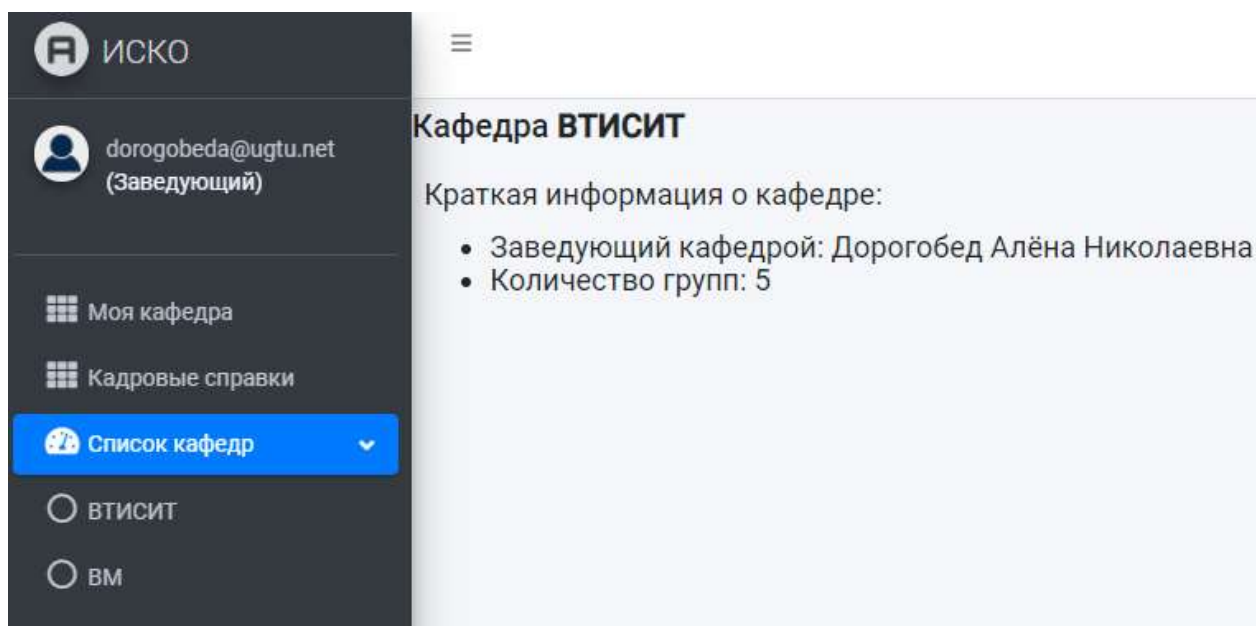 ИСКО
dorogobeda@ugtu.net
(Заведующий)
Моя кафедра
Кадровые справки
Список кафедр
ВТИСИТ
ВМ
Кафедра ВТИСИТ
Краткая информация о кафедре:
• Заведующий кафедрой: Дорогобед Алёна Николаевна
• Количество групп: 5